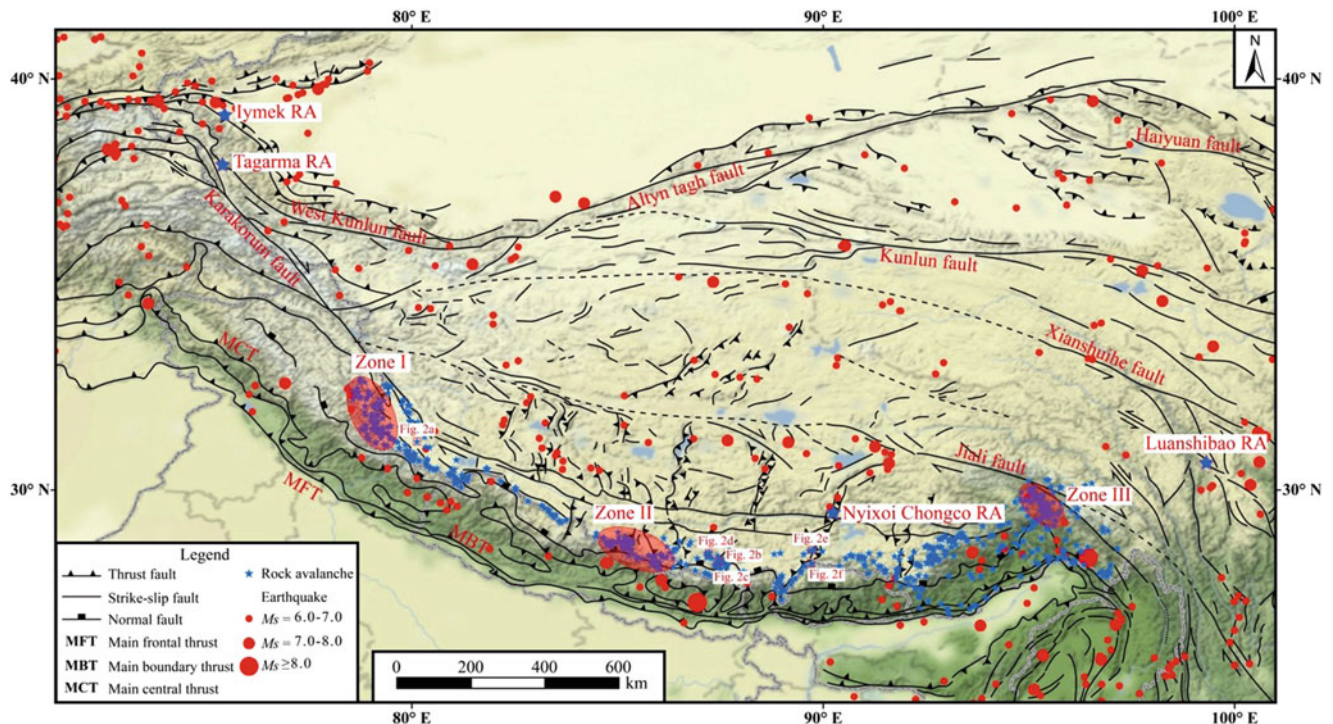 80° E
90° E
100° E
N
40° N
40° N
Iymek RA
Tagarma RA
Haiyuan fault
Altyn tagh fault
West Kunlun fault
Karakorum fault
Kunlun fault
Xianshuihe fault
MCT
Zone I
Fig. 2a
Luanshibao RA
Jiali fault
30° N
30° N
MFT
Zone II
Nyixoi Chongco RA
Zone III
MBT
Fig. 2d
Fig. 2b
Fig. 2e
Fig. 2c
Fig. 2f
Legend
Thrust fault
Rock avalanche
Strike-slip fault
Earthquake
Normal fault
Ms = 6.0-7.0
MFT Main frontal thrust
Ms = 7.0-8.0
MBT Main boundary thrust
Ms ≥8.0
MCT Main central thrust
0 200 400 600
km
80° E
90° E
100° E